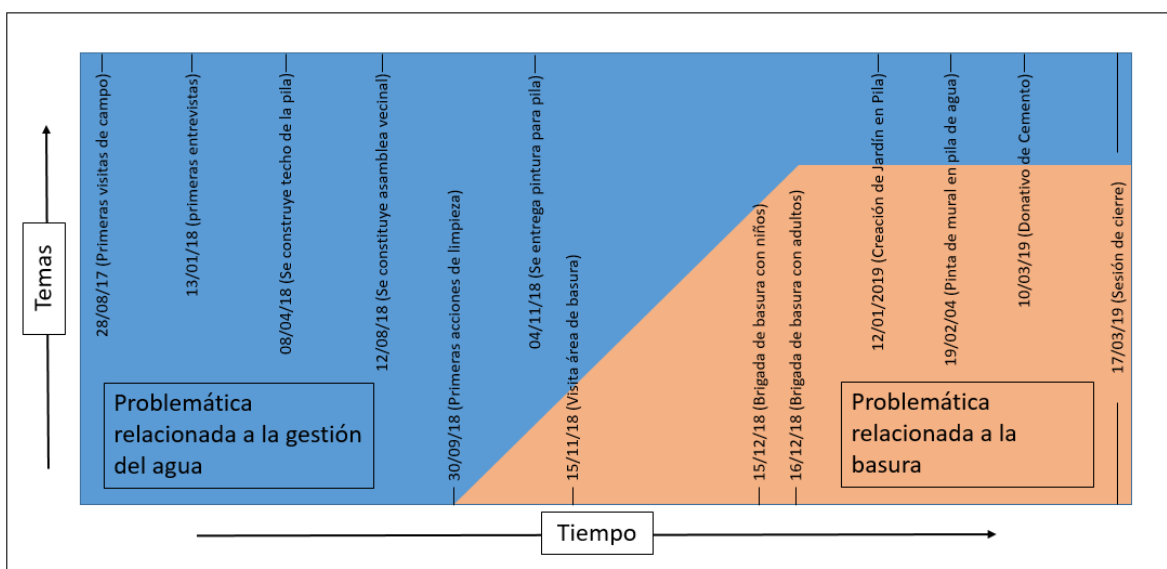 Temas
28/08/17 (Primeras visitas de campo)
13/01/18 (primeras entrevistas)
08/04/18 (Se construye techo de la pila)
12/08/18 (Se constituye asamblea vecinal)
30/09/18 (Primeras acciones de limpieza)
04/11/18 (Se entrega pintura para pila)
15/11/18 (Visita área de basura)
15/12/18 (Brigada de basura con niños)
16/12/18 (Brigada de basura con adultos)
12/01/2019 (Creación de Jardín en Pila)
19/02/04 (Pinta de mural en pila de agua)
10/03/19 (Donativo de Cemento)
17/03/19 (Sesión de cierre)
Problemática
relacionada a la gestión
del agua
Problemática
relacionada a la
basura
Tiempo